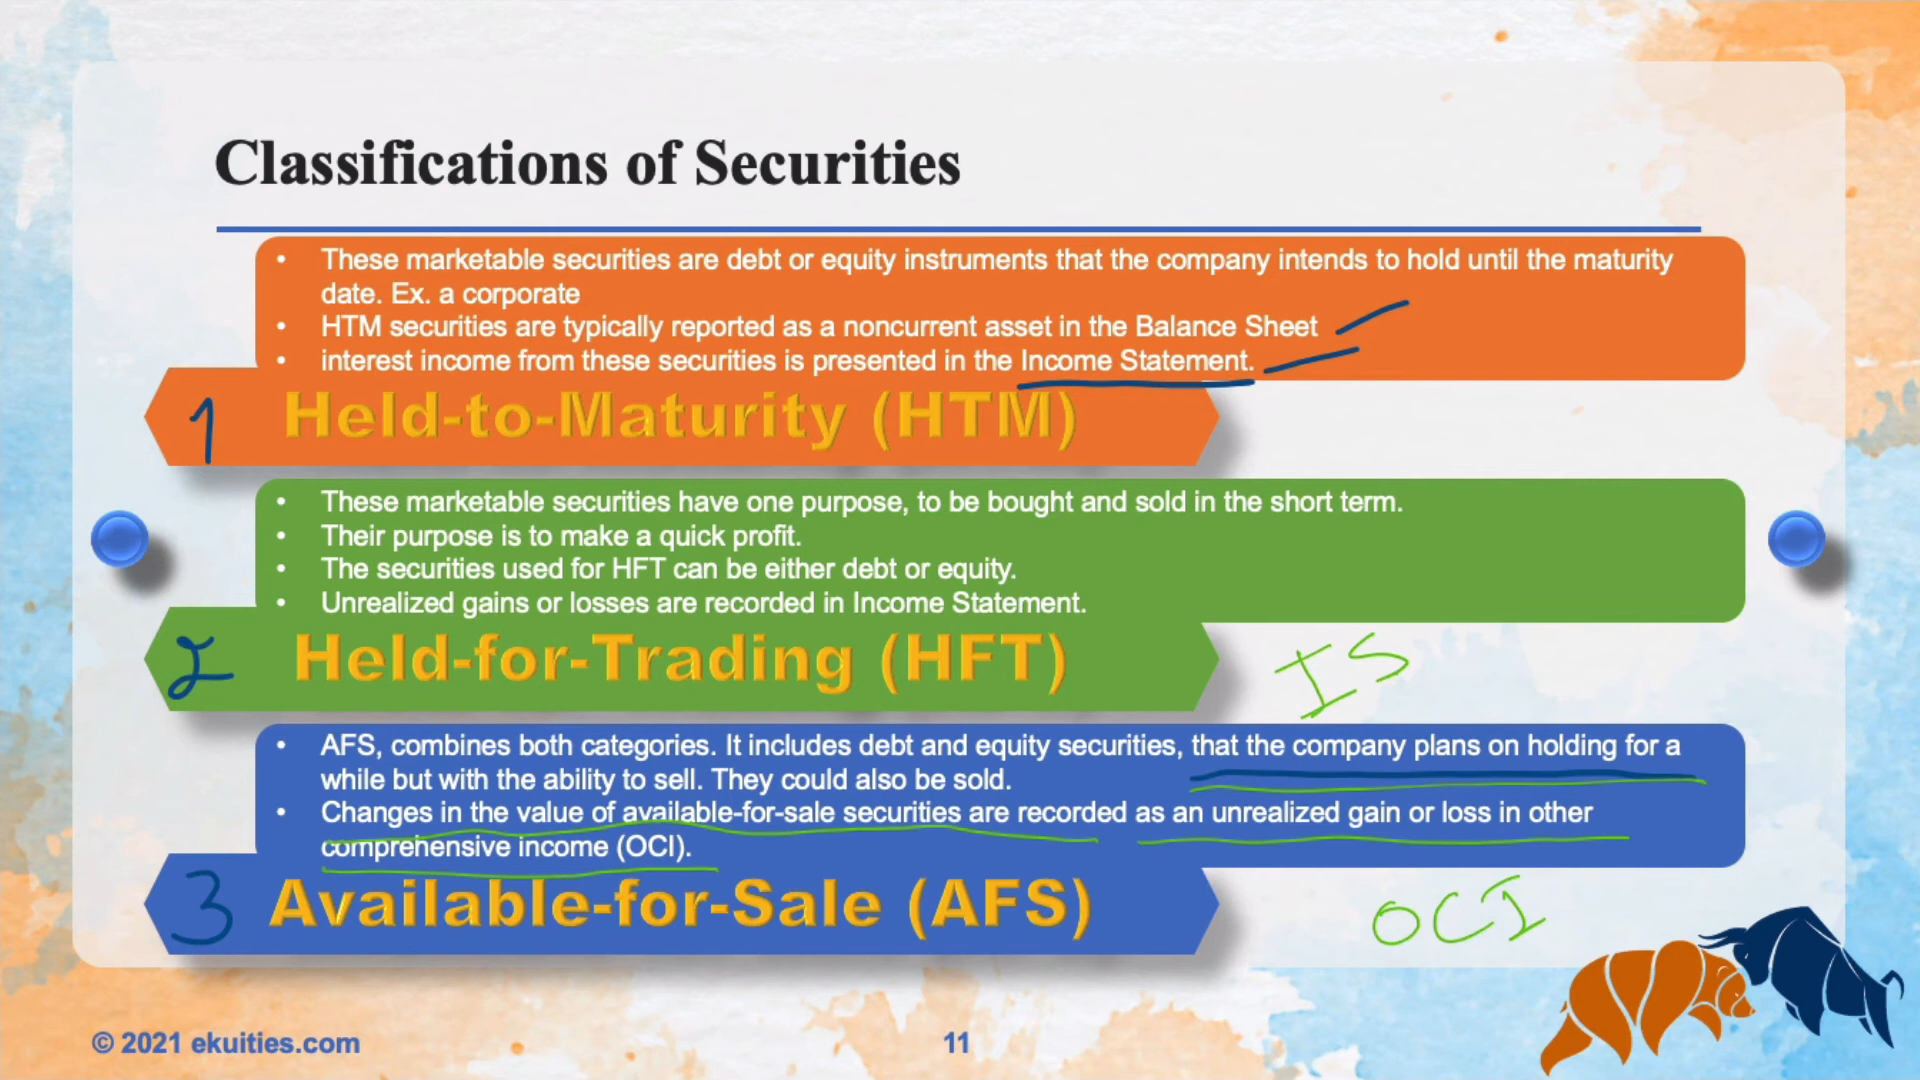 Classifications of Securities
• These marketable securities are debt or equity instruments that the company intends to hold until the maturity
date. Ex. a corporate
• HTM securities are typically reported as a noncurrent asset in the Balance Sheet
• interest income from these securities is presented in the Income Statement.
1 Held-to-Maturity (HTM)
• These marketable securities have one purpose, to be bought and sold in the short term.
• Their purpose is to make a quick profit.
• The securities used for HFT can be either debt or equity.
• Unrealized gains or losses are recorded in Income Statement.
2 Held-for-Trading (HFT)
IS
• AFS, combines both categories. It includes debt and equity securities, that the company plans on holding for a
while but with the ability to sell. They could also be sold.
• Changes in the value of available-for-sale securities are recorded as an unrealized gain or loss in other
comprehensive income (OCI).
3 Available-for-Sale (AFS)
OCI
© 2021 ekuities.com
11